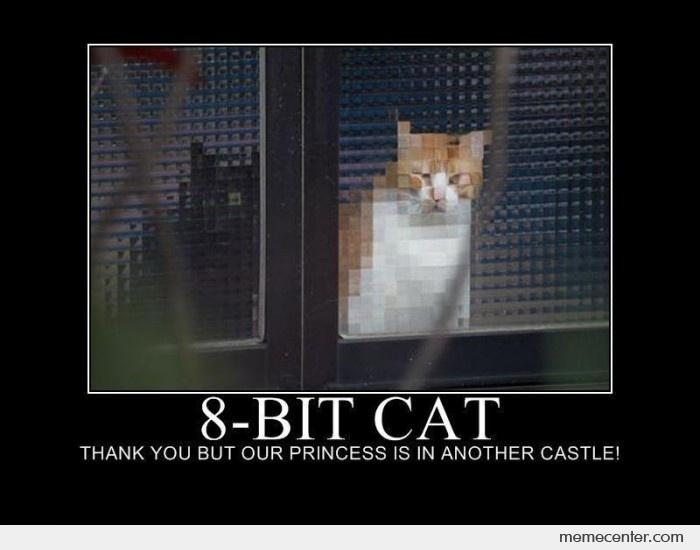 8-BIT CAT
THANK YOU BUT OUR PRINCESS IS IN ANOTHER CASTLE!
memecenter.com